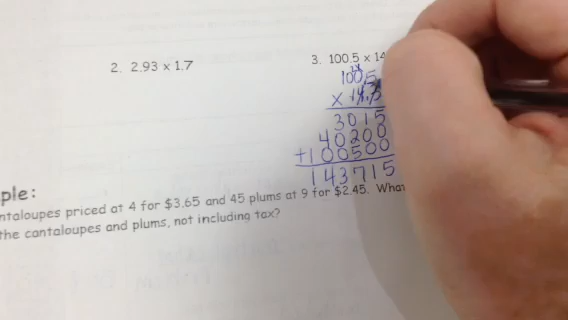 2. 2.93 x 1.7
3. 100.5 x 14
100.5
x 14.3
3015
40200
+100500
143715
ple:
ntaloupes priced at 4 for $3.65 and 45 plums at 9 for $2.45. What
the cantaloupes and plums, not including tax?